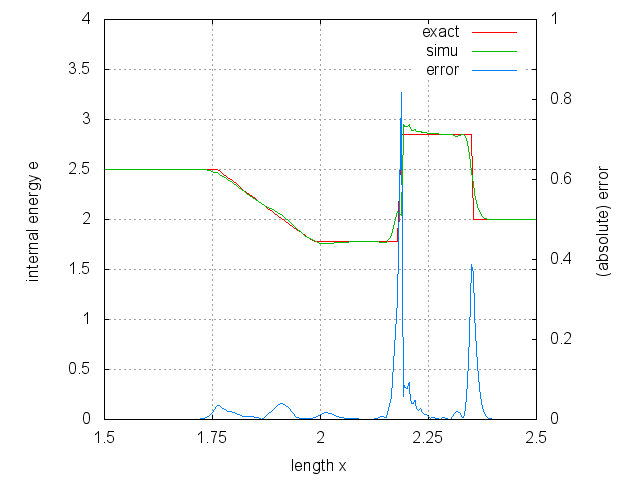 4 1
exact
3.5 simu
error
3 0.8
2.5 0.6
internal energy e
2
(absolute) error
1.5 0.4
1 0.2
0.5
0 0
1.5 1.75 2 2.25 2.5
length x